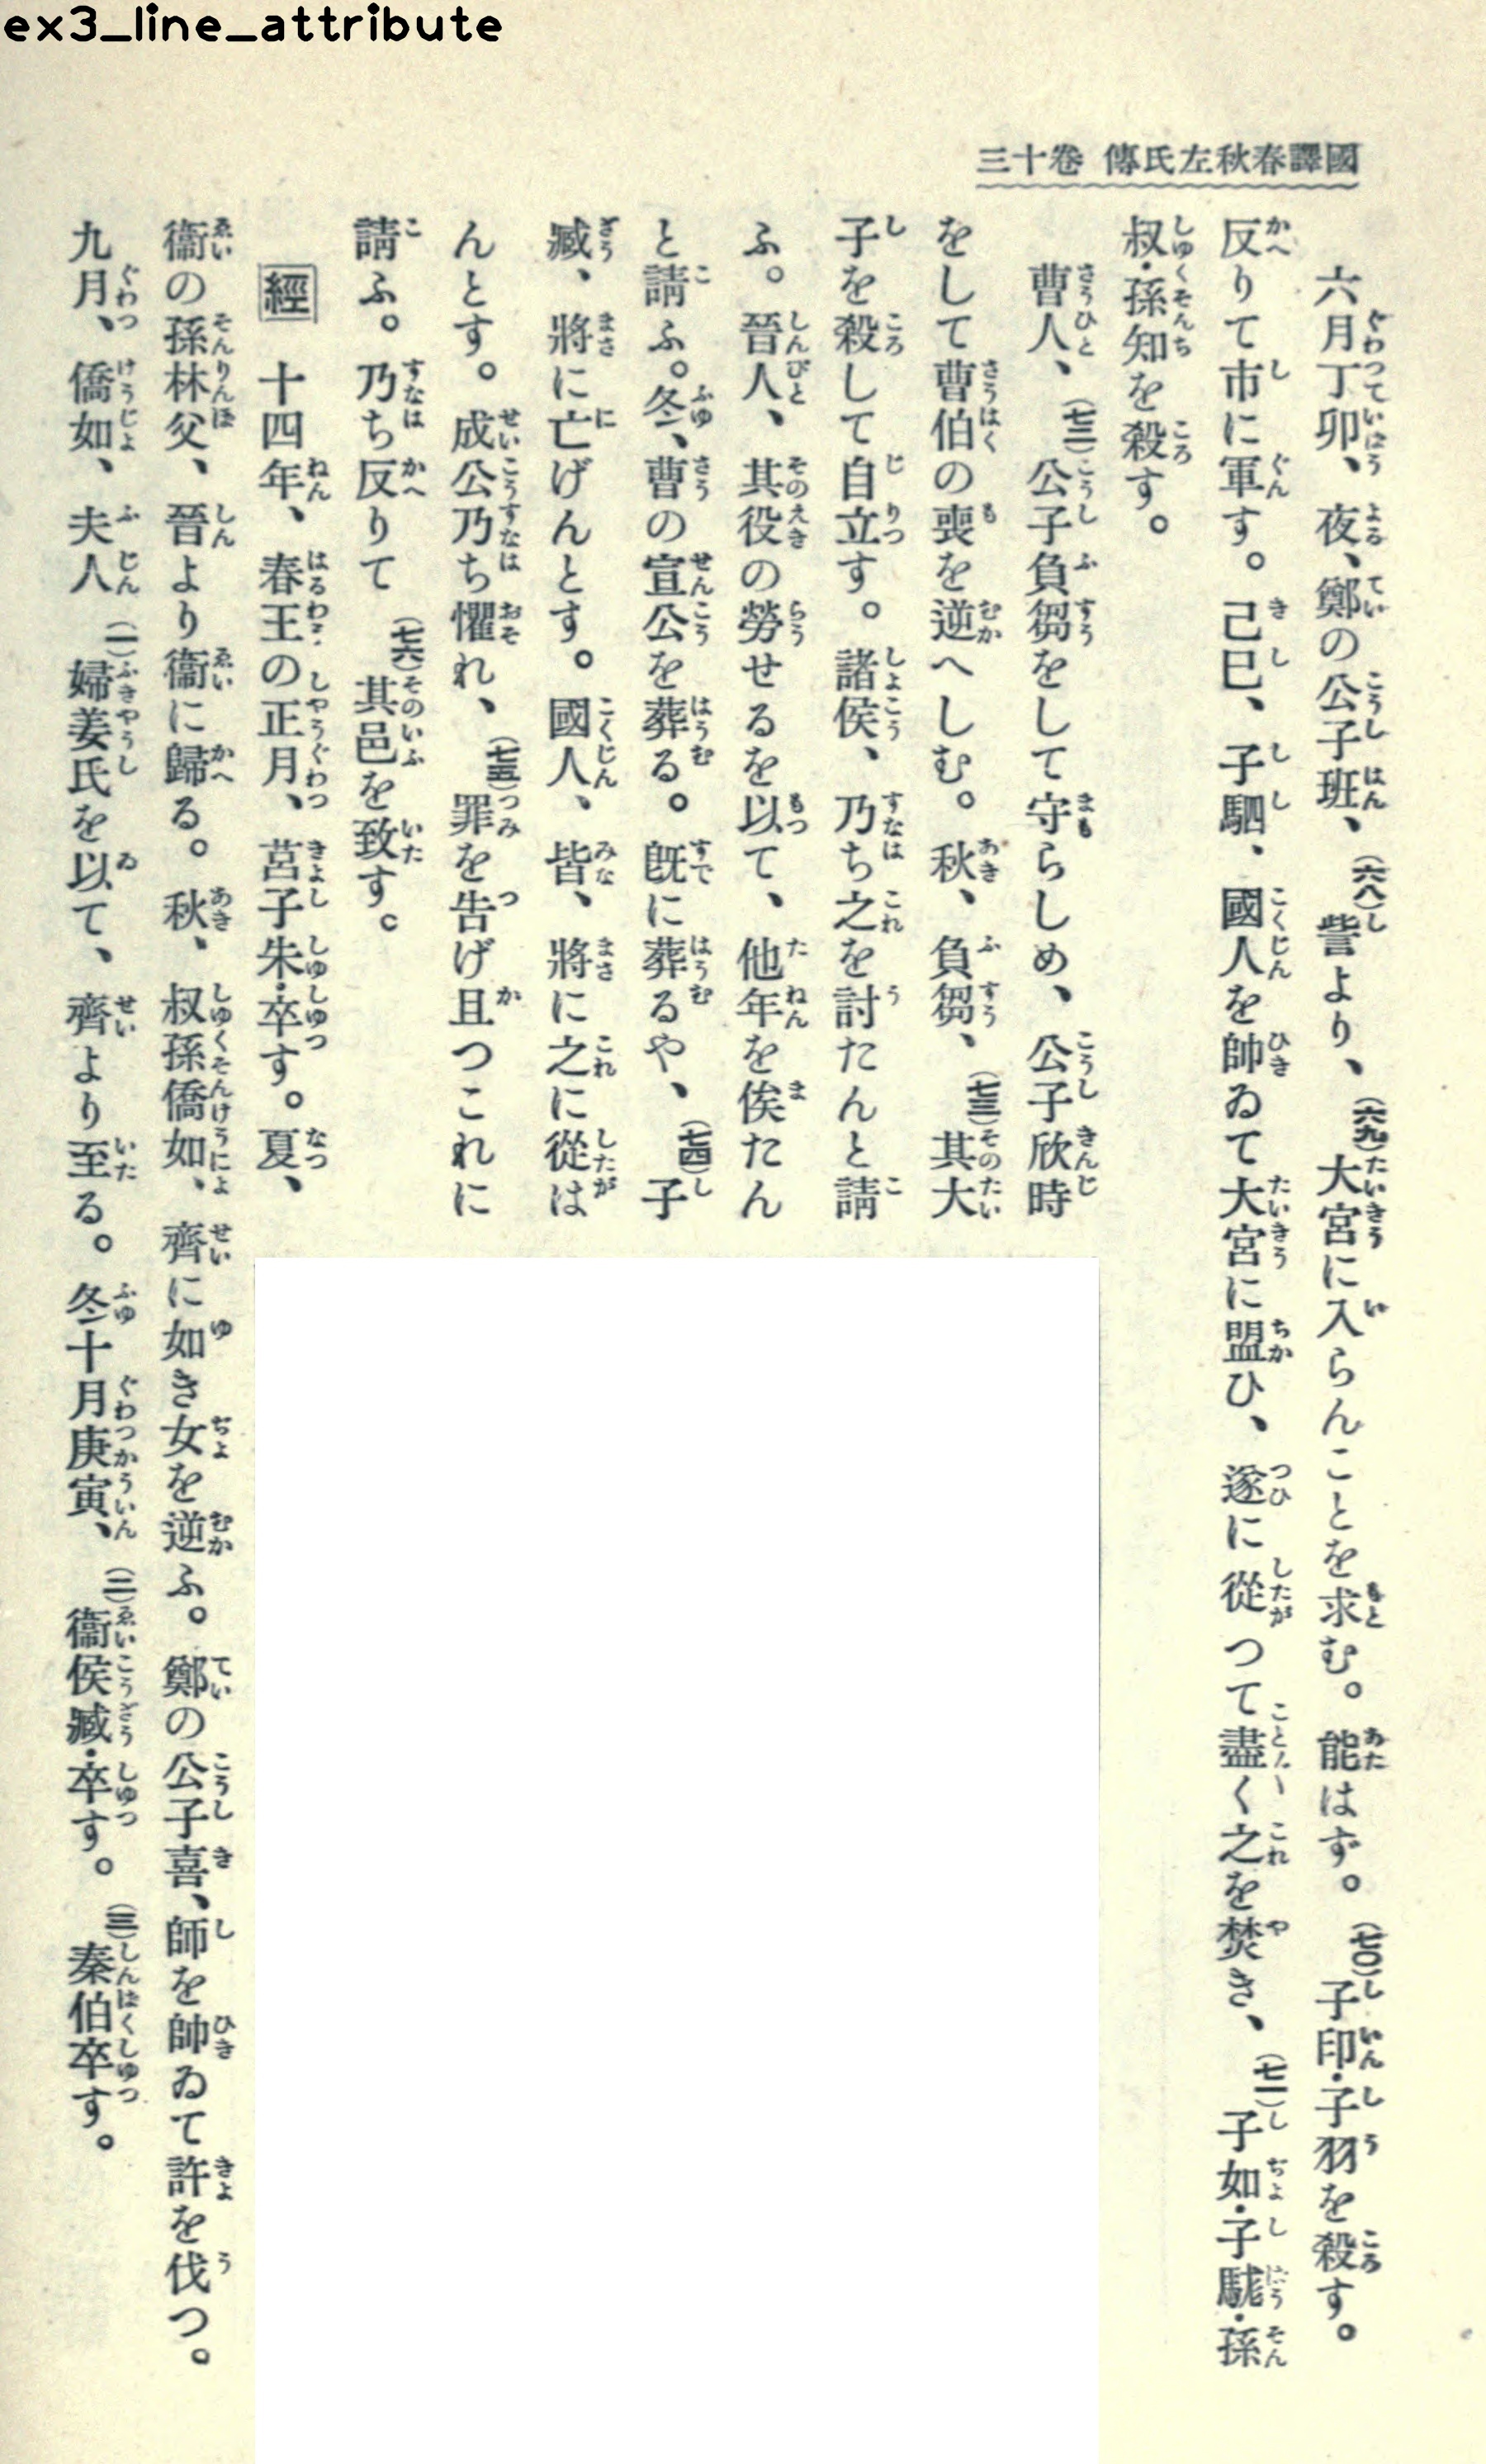 ex3_line_attribute
國譯春秋左氏傳 卷十三
六月丁卯、夜、鄭の公子班、(六八)訾より、(六九)大宮に入らんことを求む。能はず。(七〇)子印・子羽を殺す。
反りて市に軍す。己巳、子駟、國人を帥ゐて大宮に盟ひ、遂に從つて盡く之を焚き、(七一)子如・子駹・孫
叔・孫知を殺す。
曹人、(七二)公子負芻をして守らしめ、公子欣時
をして曹伯の喪を逆へしむ。秋、負芻、(七三)其大
子を殺して自立す。諸侯、乃ち之を討たんと請
ふ。晉人、其役の勞せるを以て、他年を俟たん
と請ふ。冬、曹の宣公を葬る。旣に葬るや、(七四)子
臧、將に亡げんとす。國人、皆、將に之に從は
んとす。成公乃ち懼れ、(七五)罪を告げ且つこれに
請ふ。乃ち反りて(七六)其邑を致す。
經 十四年、春王の正月、莒子朱・卒す。夏、
衞の孫林父、晉より衞に歸る。秋、叔孫僑如、齊に如き女を逆ふ。鄭の公子喜、師を帥ゐて許を伐つ。
九月、僑如、夫人(一)婦姜氏を以て、齊より至る。冬十月庚寅、(二)衞侯臧・卒す。(三)秦伯卒す。